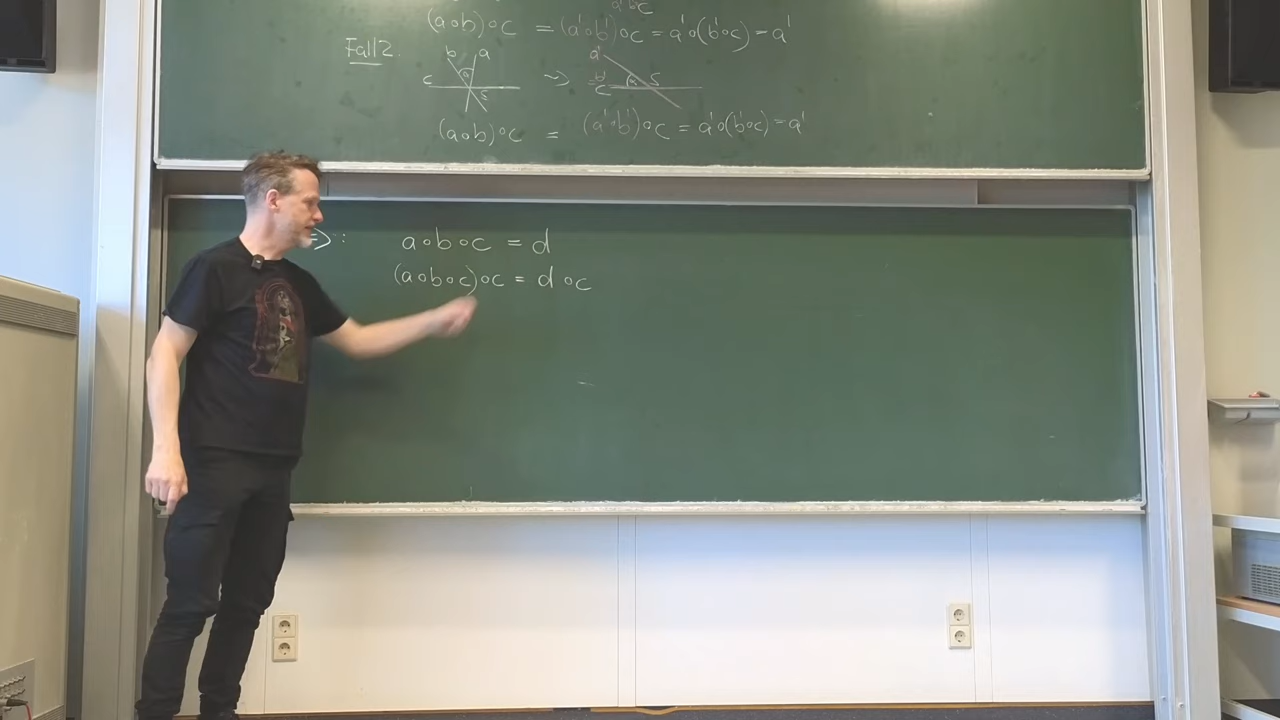 (a∘b)∘c = (a'∘b')∘c = a'∘(b'∘c) = a'
Fall 2.
b a
c
a'
c
(a∘b)∘c = (a'∘b')∘c = a'∘(b∘c) = a'
=> : a∘b∘c = d
(a∘b∘c)∘c = d∘c